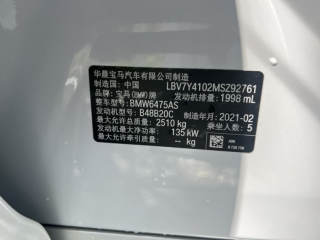 华晨宝马汽车有限公司制造
制造国: 中国 LBV7Y4102MSZ92761
品牌: 宝马(BMW)牌 发动机排量: 1998 mL
整车型号: BMW6475AS
发动机型号: B48B20C 制造年月: 2021-02
最大允许总质量: 2510 kg 乘坐人数: 5
发动机最大净功率: 135 kW
最大允许牵引质量: -- kg